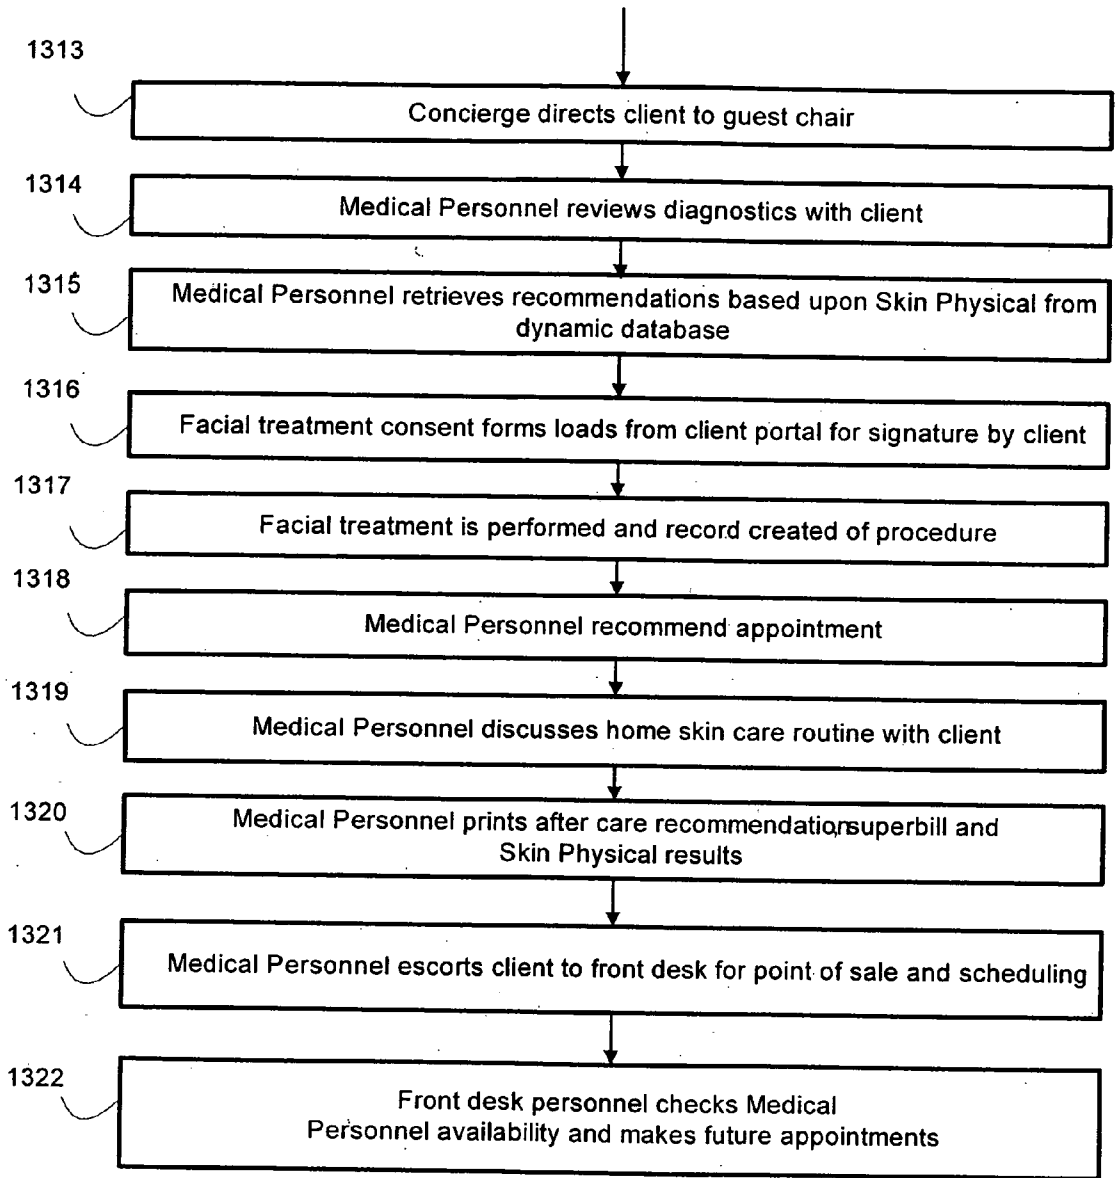 1313
Concierge directs client to guest chair
1314
Medical Personnel reviews diagnostics with client
1315
Medical Personnel retrieves recommendations based upon Skin Physical from
dynamic database
1316
Facial treatment consent forms loads from client portal for signature by client
1317
Facial treatment is performed and record created of procedure
1318
Medical Personnel recommend appointment
1319
Medical Personnel discusses home skin care routine with client
1320
Medical Personnel prints after care recommendation,superbill and
Skin Physical results
1321
Medical Personnel escorts client to front desk for point of sale and scheduling
1322
Front desk personnel checks Medical
Personnel availability and makes future appointments